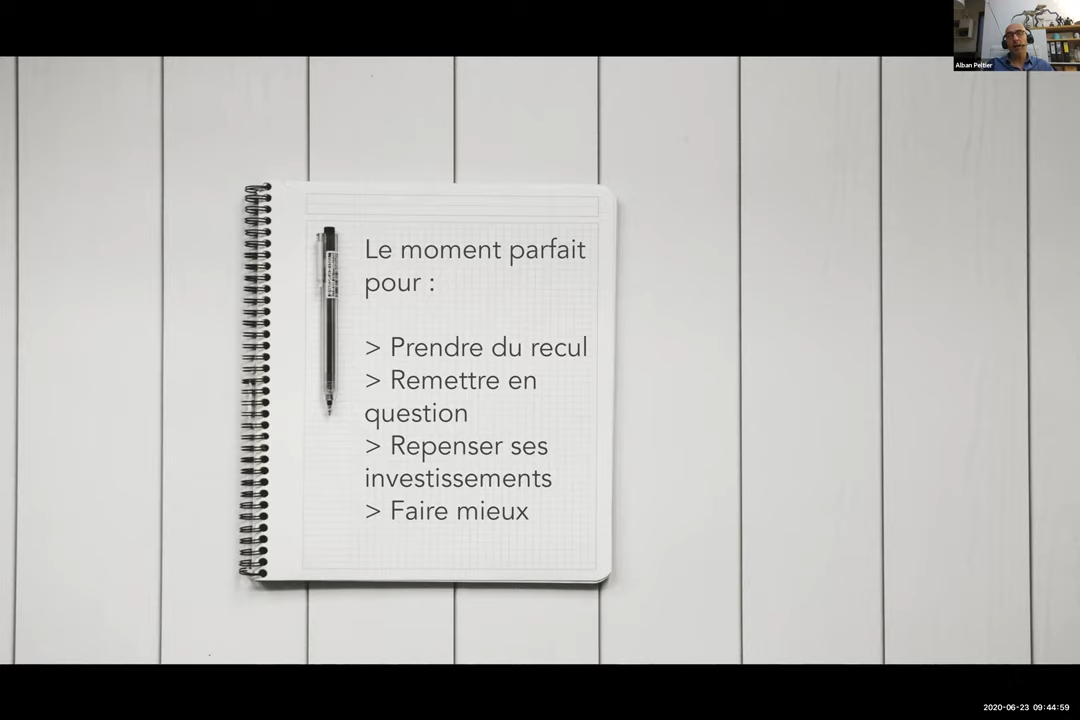 Alban Peltier
Le moment parfait
pour :
> Prendre du recul
> Remettre en
question
> Repenser ses
investissements
> Faire mieux
2020-06-23 09:44:59